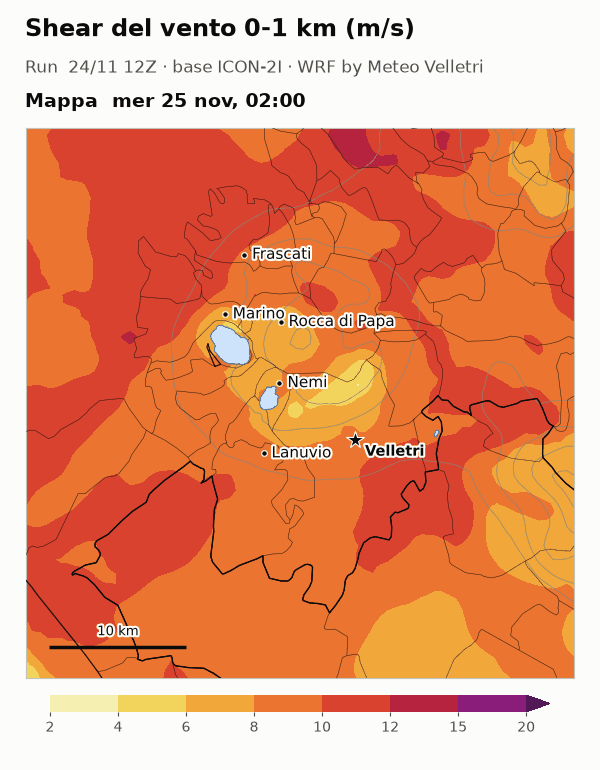 Shear del vento 0-1 km (m/s)
Run  24/11 12Z · base ICON-2I · WRF by Meteo Velletri
Mappa  mer 25 nov, 02:00
Frascati
Marino
Rocca di Papa
Nemi
Velletri
Lanuvio
10 km
2 4 6 8 10 12 15 20